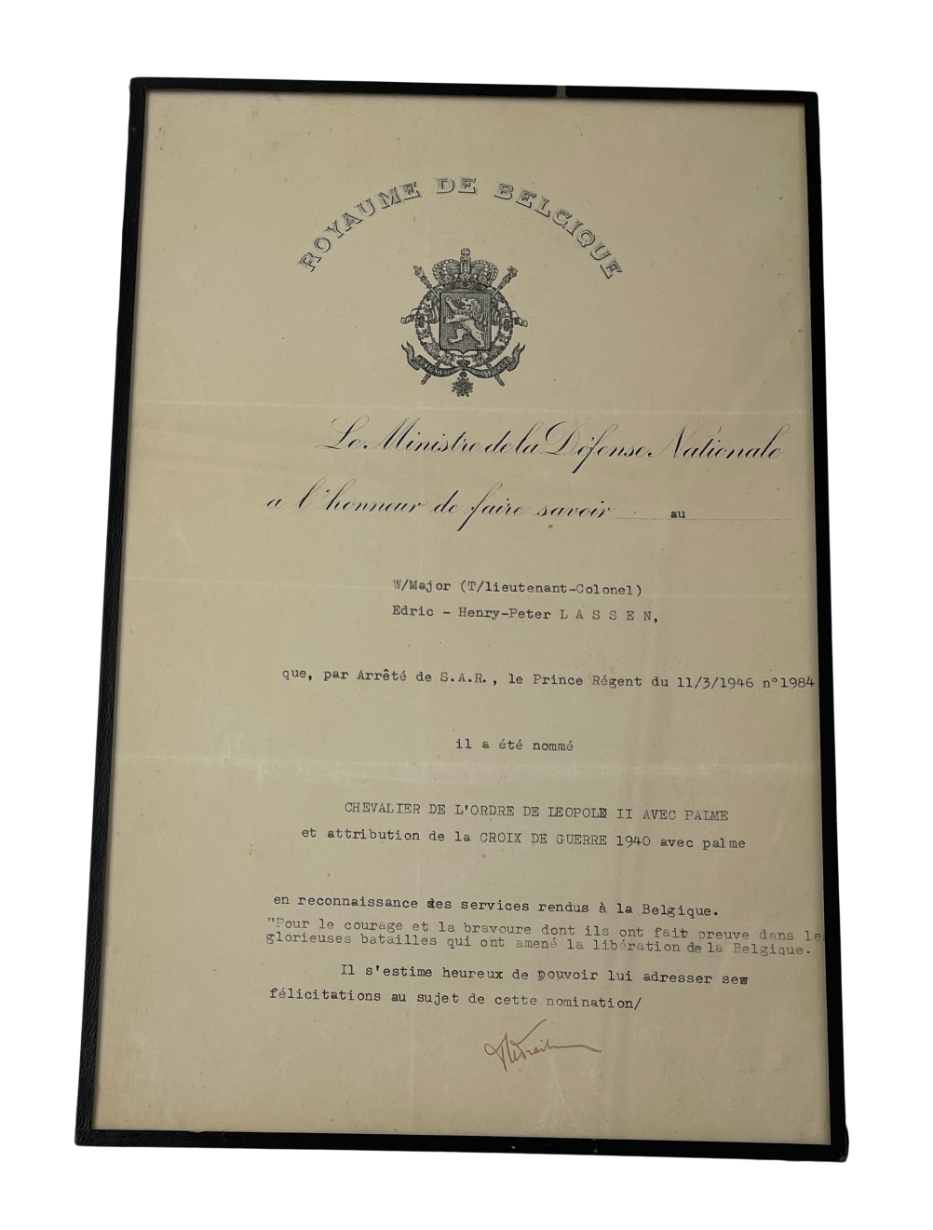 ROYAUME DE BELGIQUE
Le Ministre de la Défense Nationale
a l'honneur de faire savoir au
W/Major (T/lieutenant-Colonel)
Edric - Henry-Peter L A S S E N,
que, par Arrêté de S.A.R., le Prince Régent du 11/3/1946 n°1984
il a été nommé
CHEVALIER DE L'ORDRE DE LEOPOLD II AVEC PALME
et attribution de la CROIX DE GUERRE 1940 avec palme
en reconnaissance des services rendus à la Belgique.
"Pour le courage et la bravoure dont ils ont fait preuve dans le
glorieuses batailles qui ont amené la libération de la Belgique.
Il s'estime heureux de pouvoir lui adresser ses
félicitations au sujet de cette nomination/